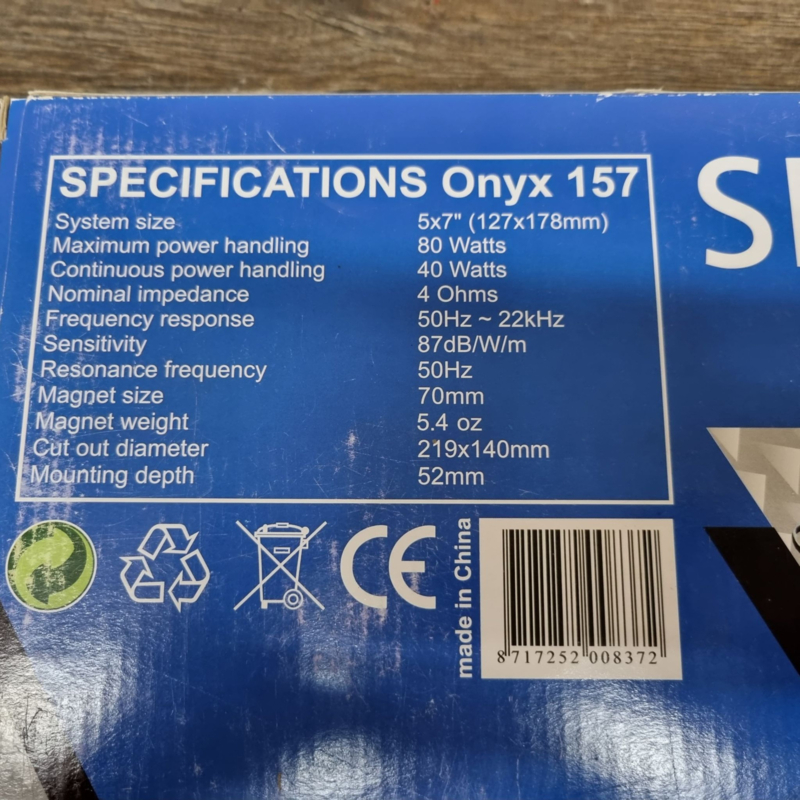 SPECIFICATIONS Onyx 157
System size 5x7" (127x178mm)
Maximum power handling 80 Watts
Continuous power handling 40 Watts
Nominal impedance 4 Ohms
Frequency response 50Hz ~ 22kHz
Sensitivity 87dB/W/m
Resonance frequency 50Hz
Magnet size 70mm
Magnet weight 5.4 oz
Cut out diameter 219x140mm
Mounting depth 52mm
CE
made in China
8 717252 008372